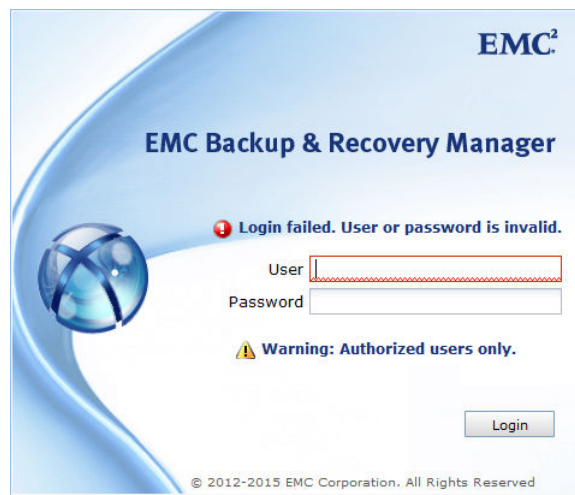 EMC²
EMC Backup & Recovery Manager
Login failed. User or password is invalid.
User
Password
Warning: Authorized users only.
Login
© 2012-2015 EMC Corporation. All Rights Reserved